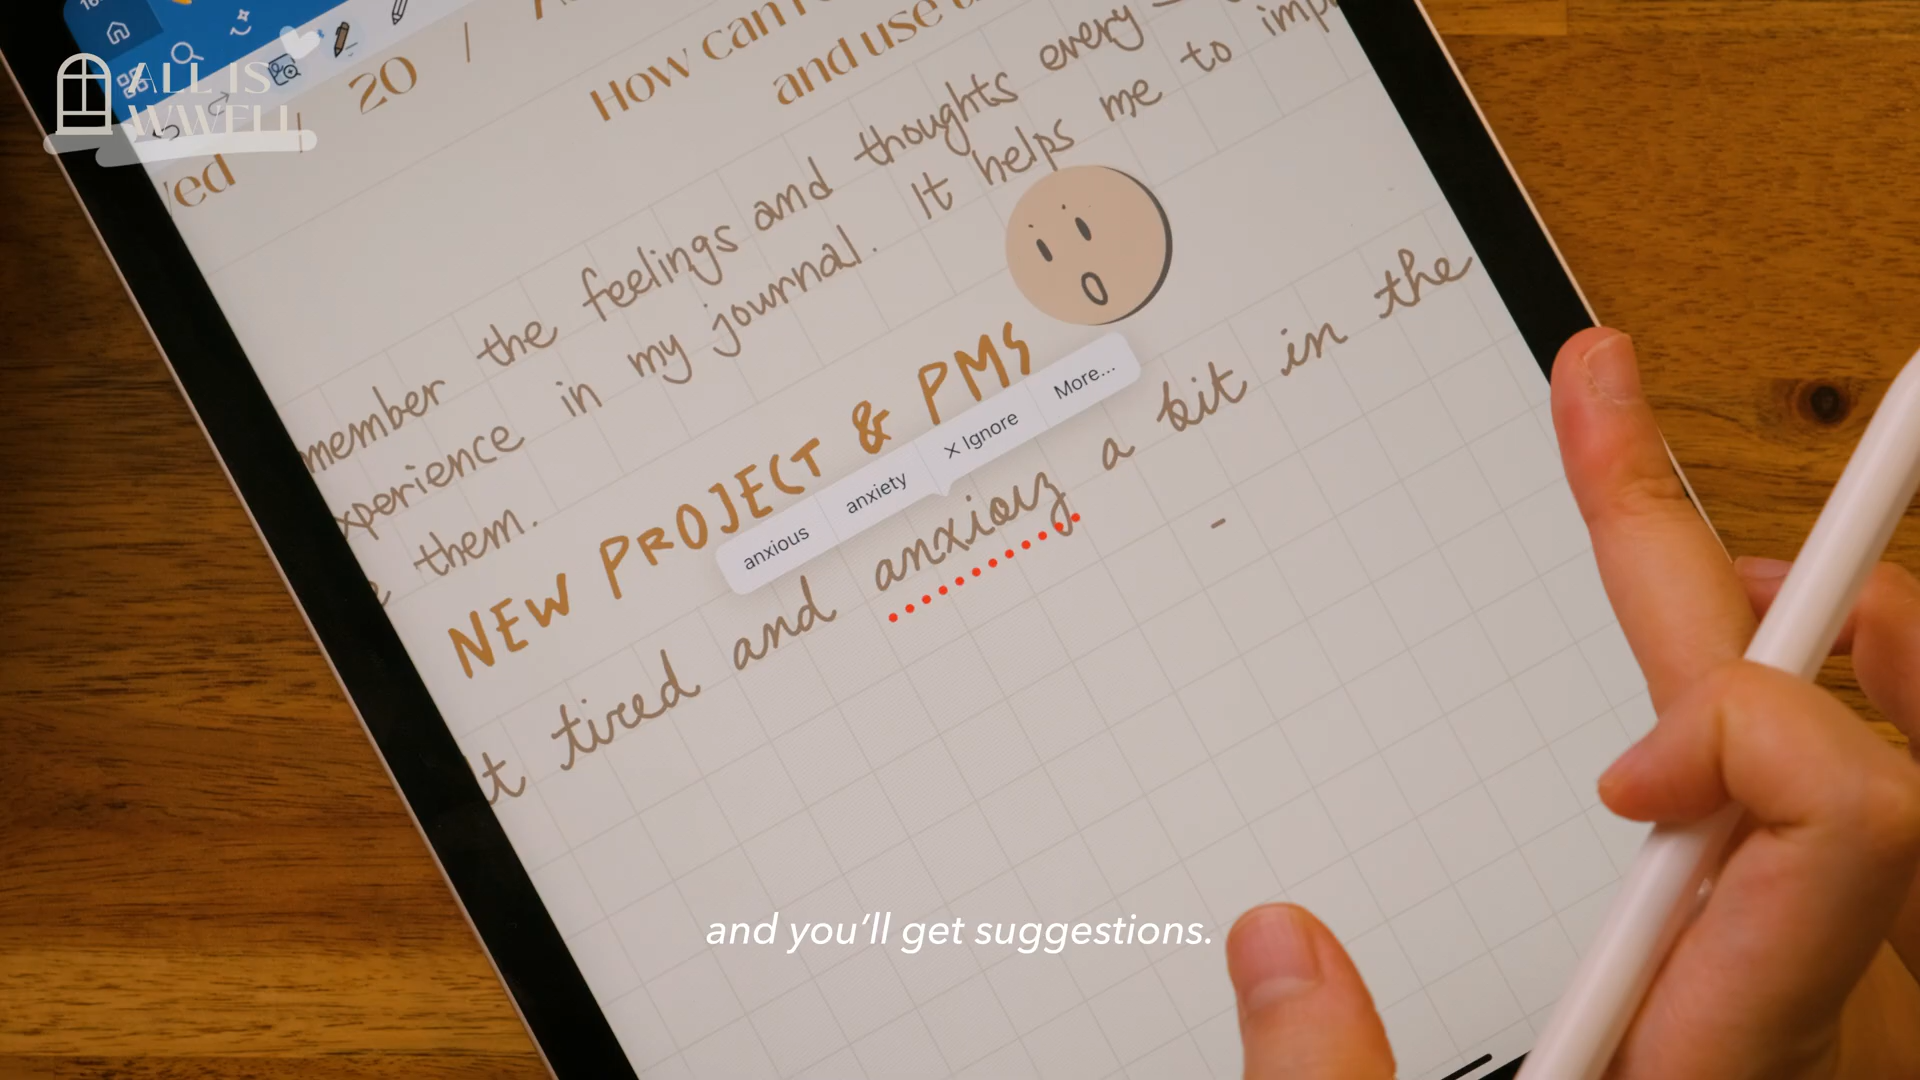 ALL IS
WWELL
20 /
How can
and use
ed
member the feelings and thoughts every
xperience in my journal. It helps me to imp
them.
NEW PROJECT & PMS
anxious anxiety × Ignore More...
t tired and anxiouz a bit in the
and you'll get suggestions.